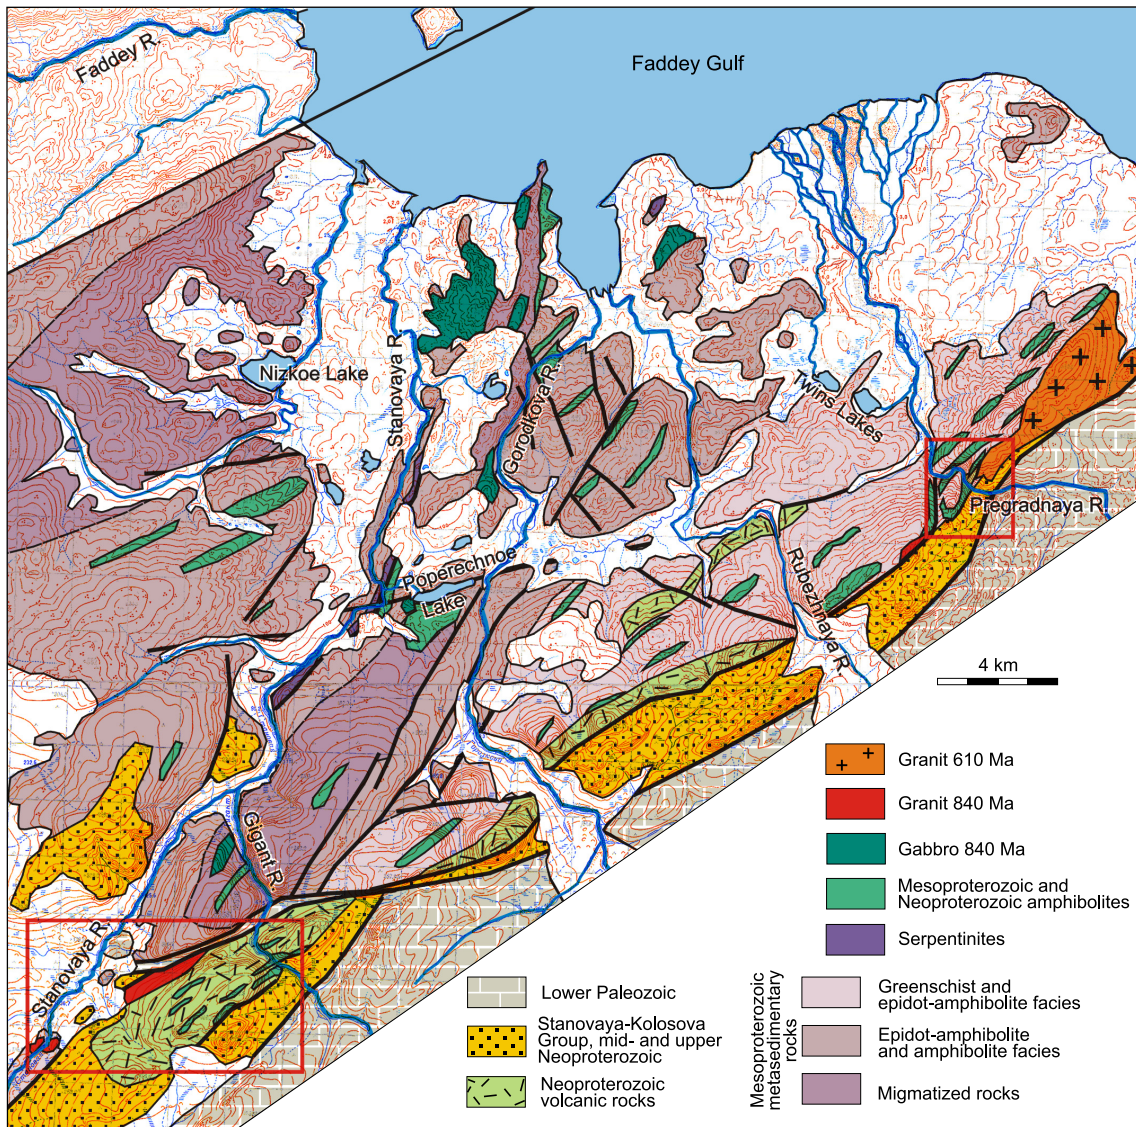 Faddey R.
Faddey Gulf
Nizkoe Lake
Stanovaya R.
Gorodkova R.
Twins Lakes
Pregradnaya R.
Poperechnoe
Lake
Rubezhnaya R.
4 km
Gigant R.
Stanovaya R.
Granit 610 Ma
Granit 840 Ma
Gabbro 840 Ma
Mesoproterozoic and
Neoproterozoic amphibolites
Serpentinites
Lower Paleozoic
Stanovaya-Kolosova
Group, mid- and upper
Neoproterozoic
Neoproterozoic
volcanic rocks
Mesoproterozoic
metasedimentary
rocks
Greenschist and
epidot-amphibolite facies
Epidot-amphibolite
and amphibolite facies
Migmatized rocks